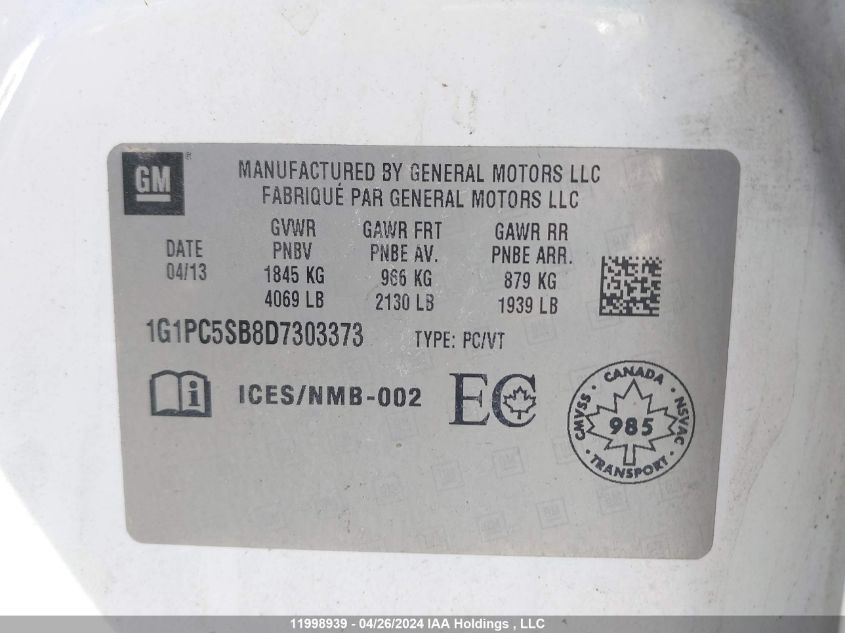 GM ®
MANUFACTURED BY GENERAL MOTORS LLC
FABRIQUÉ PAR GENERAL MOTORS LLC
DATE
04/13
GVWR
PNBV
1845 KG
4069 LB
GAWR FRT
PNBE AV.
966 KG
2130 LB
GAWR RR
PNBE ARR.
879 KG
1939 LB
1G1PC5SB8D7303373
TYPE: PC/VT
i
ICES/NMB-002
EC
CANADA
CMVSS
985
NSVAC
TRANSPORT
11998939 - 04/26/2024 IAA Holdings , LLC